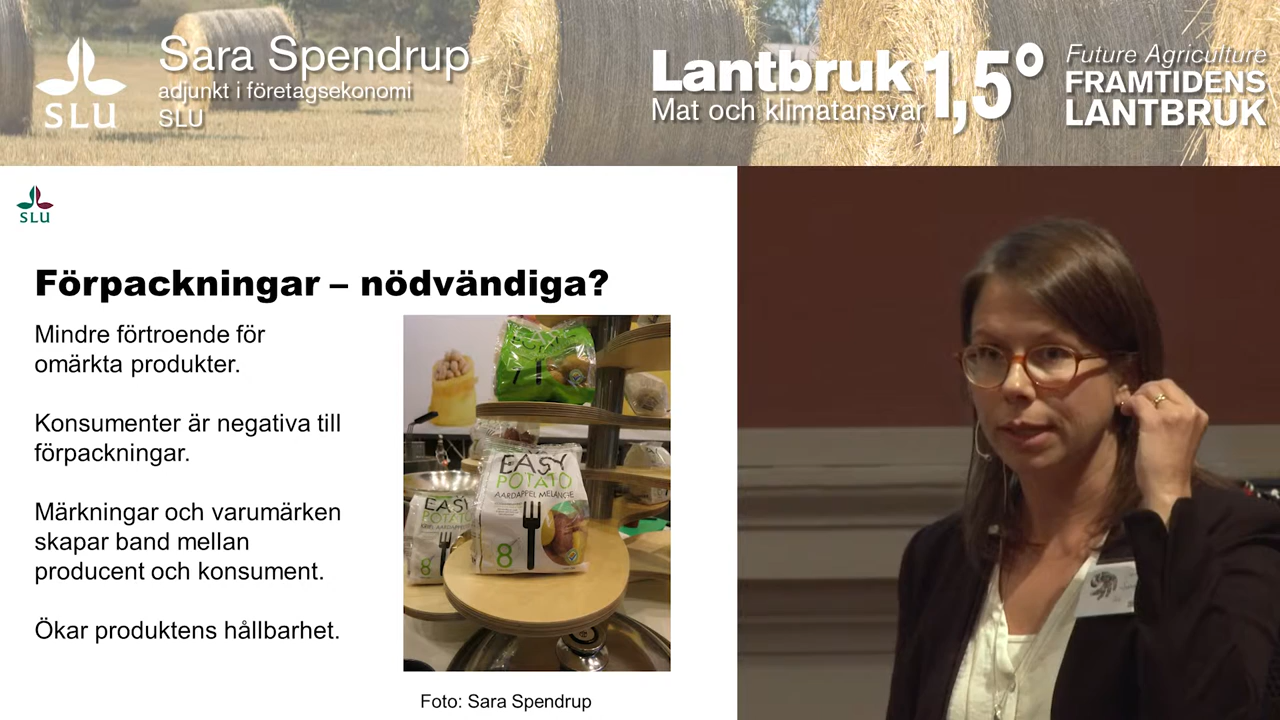 SLU
Sara Spendrup
adjunkt i företagsekonomi
SLU
Lantbruk 1,5°
Mat och klimatansvar
Future Agriculture
FRAMTIDENS
LANTBRUK
SLU
Förpackningar – nödvändiga?
Mindre förtroende för
omärkta produkter.
Konsumenter är negativa till
förpackningar.
Märkningar och varumärken
skapar band mellan
producent och konsument.
Ökar produktens hållbarhet.
EASY
POTATO
AARDAPPEL MELANGE
8
EASY
8
Foto: Sara Spendrup